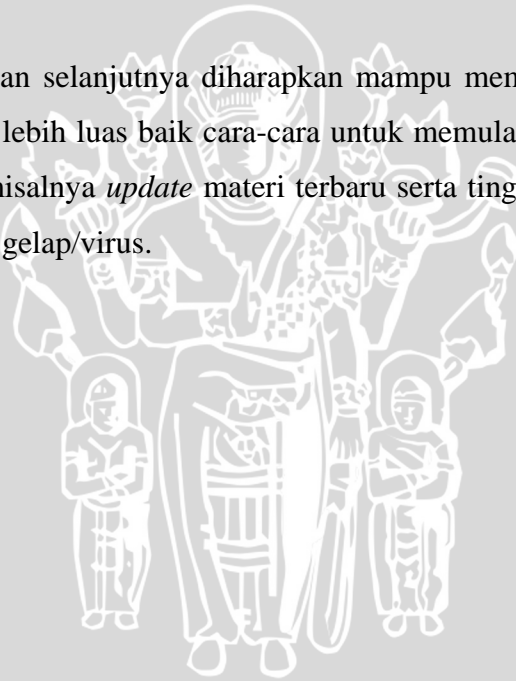 an selanjutnya diharapkan mampu men
lebih luas baik cara-cara untuk memula
nisalnya update materi terbaru serta ting
gelap/virus.